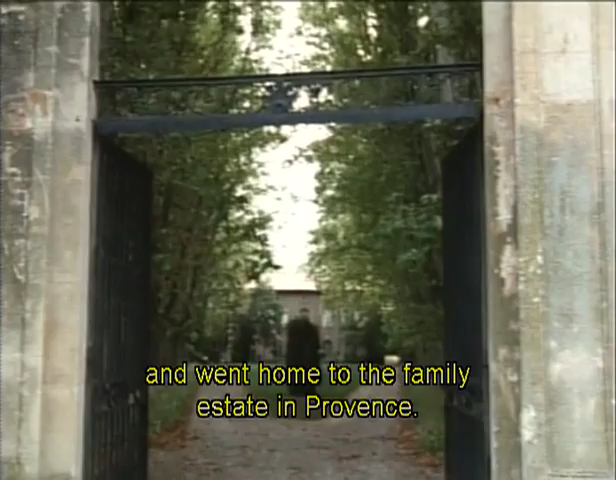 and went home to the family
estate in Provence.